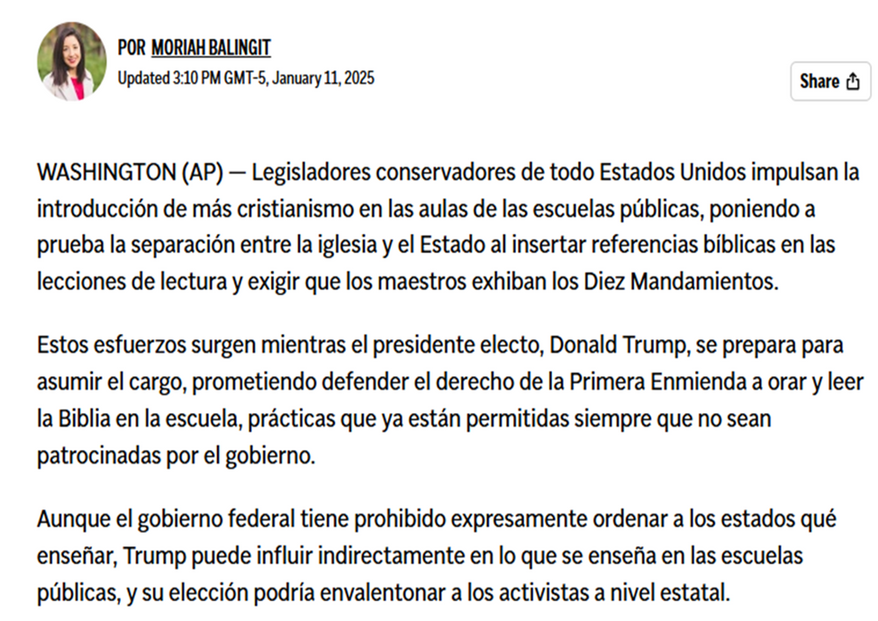 POR MORIAH BALINGIT
Updated 3:10 PM GMT-5, January 11, 2025
Share
WASHINGTON (AP) — Legisladores conservadores de todo Estados Unidos impulsan la
introducción de más cristianismo en las aulas de las escuelas públicas, poniendo a
prueba la separación entre la iglesia y el Estado al insertar referencias bíblicas en las
lecciones de lectura y exigir que los maestros exhiban los Diez Mandamientos.
Estos esfuerzos surgen mientras el presidente electo, Donald Trump, se prepara para
asumir el cargo, prometiendo defender el derecho de la Primera Enmienda a orar y leer
la Biblia en la escuela, prácticas que ya están permitidas siempre que no sean
patrocinadas por el gobierno.
Aunque el gobierno federal tiene prohibido expresamente ordenar a los estados qué
enseñar, Trump puede influir indirectamente en lo que se enseña en las escuelas
públicas, y su elección podría envalentonar a los activistas a nivel estatal.